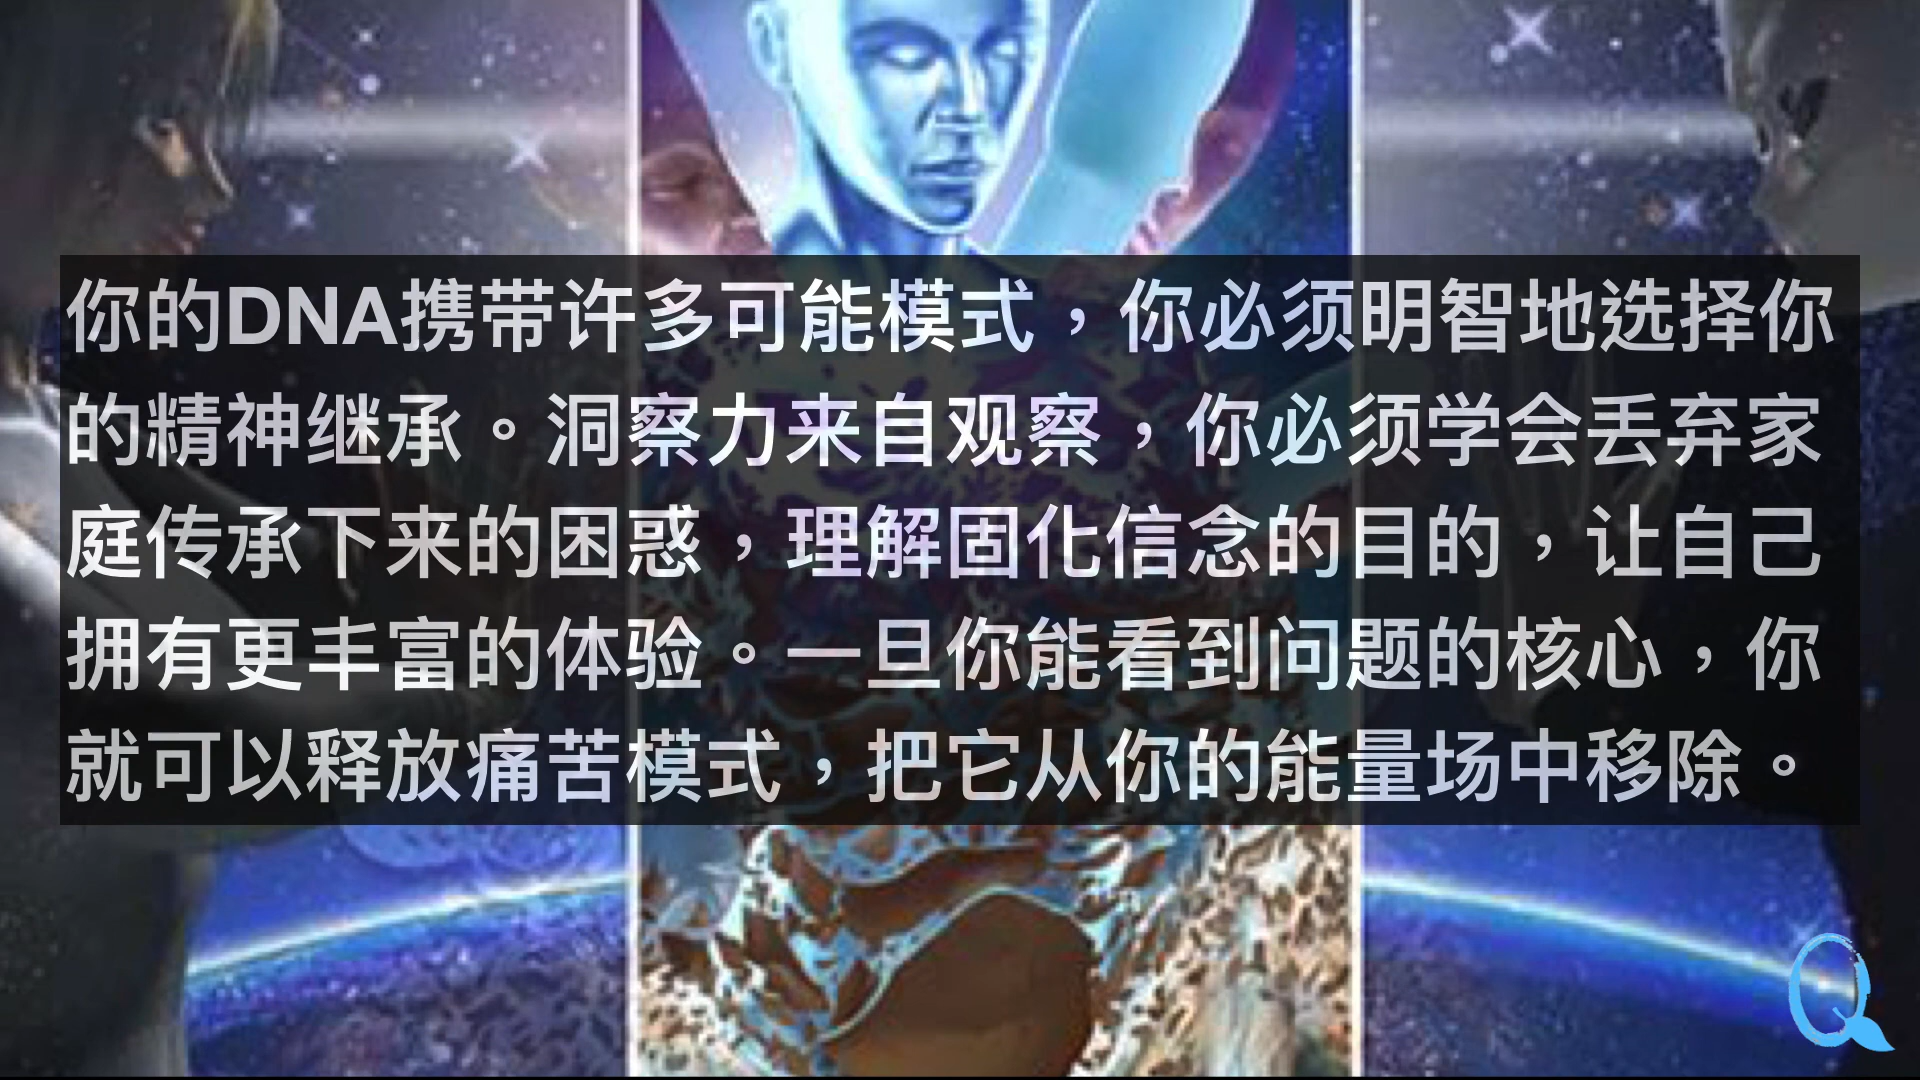 你的DNA携带许多可能模式，你必须明智地选择你
的精神继承。洞察力来自观察，你必须学会丢弃家
庭传承下来的困惑，理解固化信念的目的，让自己
拥有更丰富的体验。一旦你能看到问题的核心，你
就可以释放痛苦模式，把它从你的能量场中移除。
Q